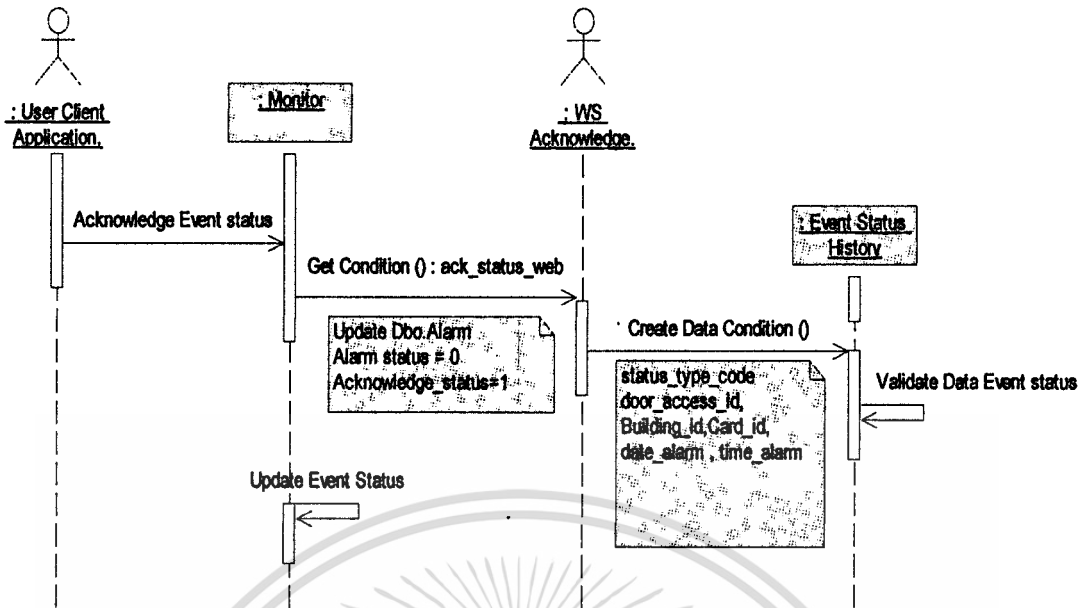 : User Client
Application,
: Monitor
: WS
Acknowledge.
: Event Status
History
Acknowledge Event status
Get Condition () : ack_status_web
Update Dbo.Alarm
Alarm status = 0
Acknowledge_status=1
Create Data Condition ()
status_type_code
door_access_id,
Building_id,Card_id,
date_alarm , time_alarm
Validate Data Event status
Update Event Status